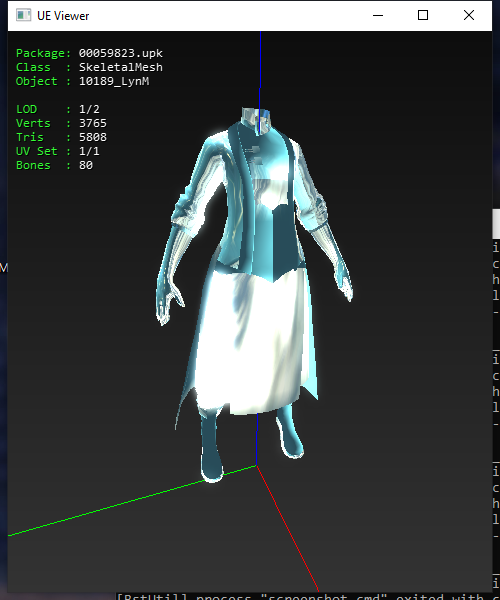 UE Viewer
Package: 00059823.upk
Class : SkeletalMesh
Object : 10189_LynM
LOD : 1/2
Verts : 3765
Tris : 5808
UV Set : 1/1
Bones : 80
M
i
c
h
l
-
i
c
h
l
-
i
c
h
l
-
i
[BstUtil] process "screenshot.cmd" exited with c